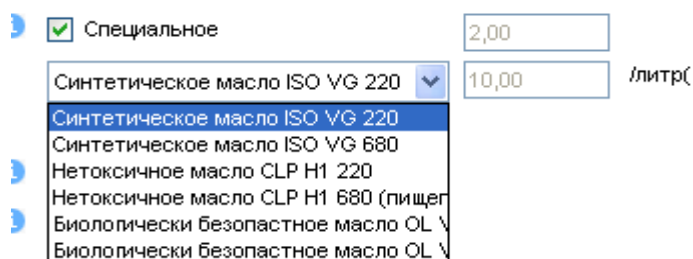 Специальное 2,00
Синтетическое масло ISO VG 220 10,00 /литр(
Синтетическое масло ISO VG 220
Синтетическое масло ISO VG 680
Нетоксичное масло CLP H1 220
Нетоксичное масло CLP H1 680 (пищег
Биологически безопастное масло OL V
Биологически безопастное масло OL V